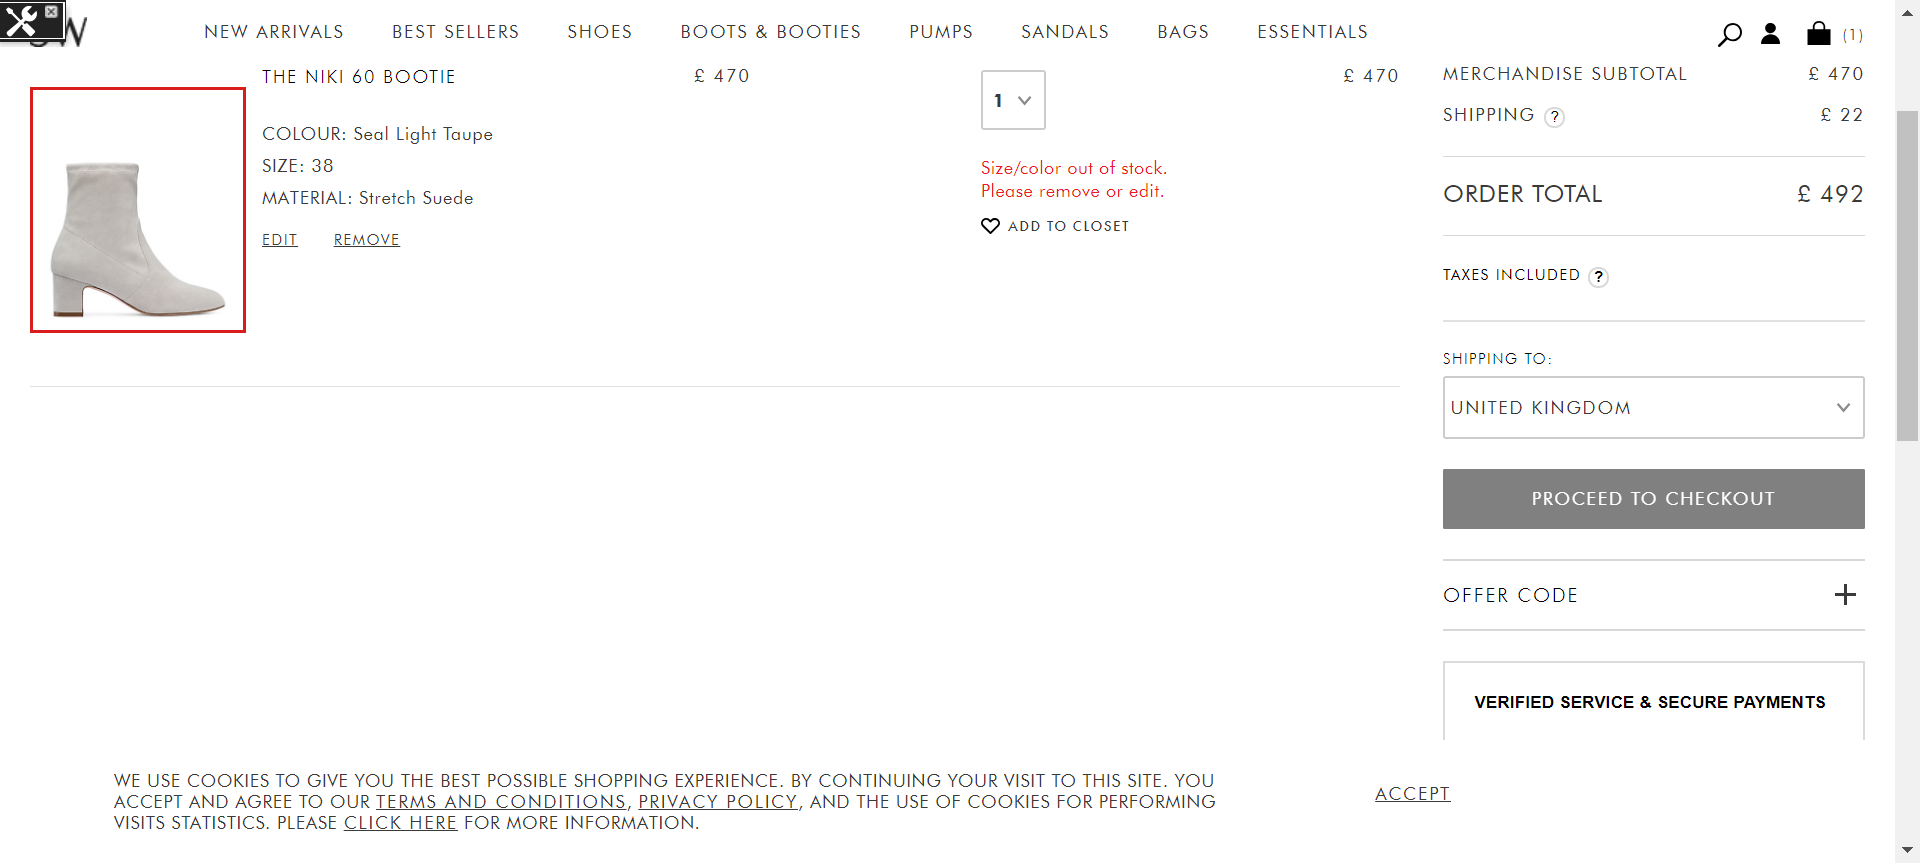 NEW ARRIVALS BEST SELLERS SHOES BOOTS & BOOTIES PUMPS SANDALS BAGS ESSENTIALS (1)
THE NIKI 60 BOOTIE £ 470 1 £ 470
COLOUR: Seal Light Taupe
SIZE: 38
MATERIAL: Stretch Suede
EDIT REMOVE
Size/color out of stock.
Please remove or edit.
ADD TO CLOSET
MERCHANDISE SUBTOTAL £ 470
SHIPPING ? £ 22
ORDER TOTAL £ 492
TAXES INCLUDED ?
SHIPPING TO:
UNITED KINGDOM
PROCEED TO CHECKOUT
OFFER CODE +
VERIFIED SERVICE & SECURE PAYMENTS
WE USE COOKIES TO GIVE YOU THE BEST POSSIBLE SHOPPING EXPERIENCE. BY CONTINUING YOUR VISIT TO THIS SITE. YOU
ACCEPT AND AGREE TO OUR TERMS AND CONDITIONS, PRIVACY POLICY, AND THE USE OF COOKIES FOR PERFORMING
VISITS STATISTICS. PLEASE CLICK HERE FOR MORE INFORMATION.
ACCEPT